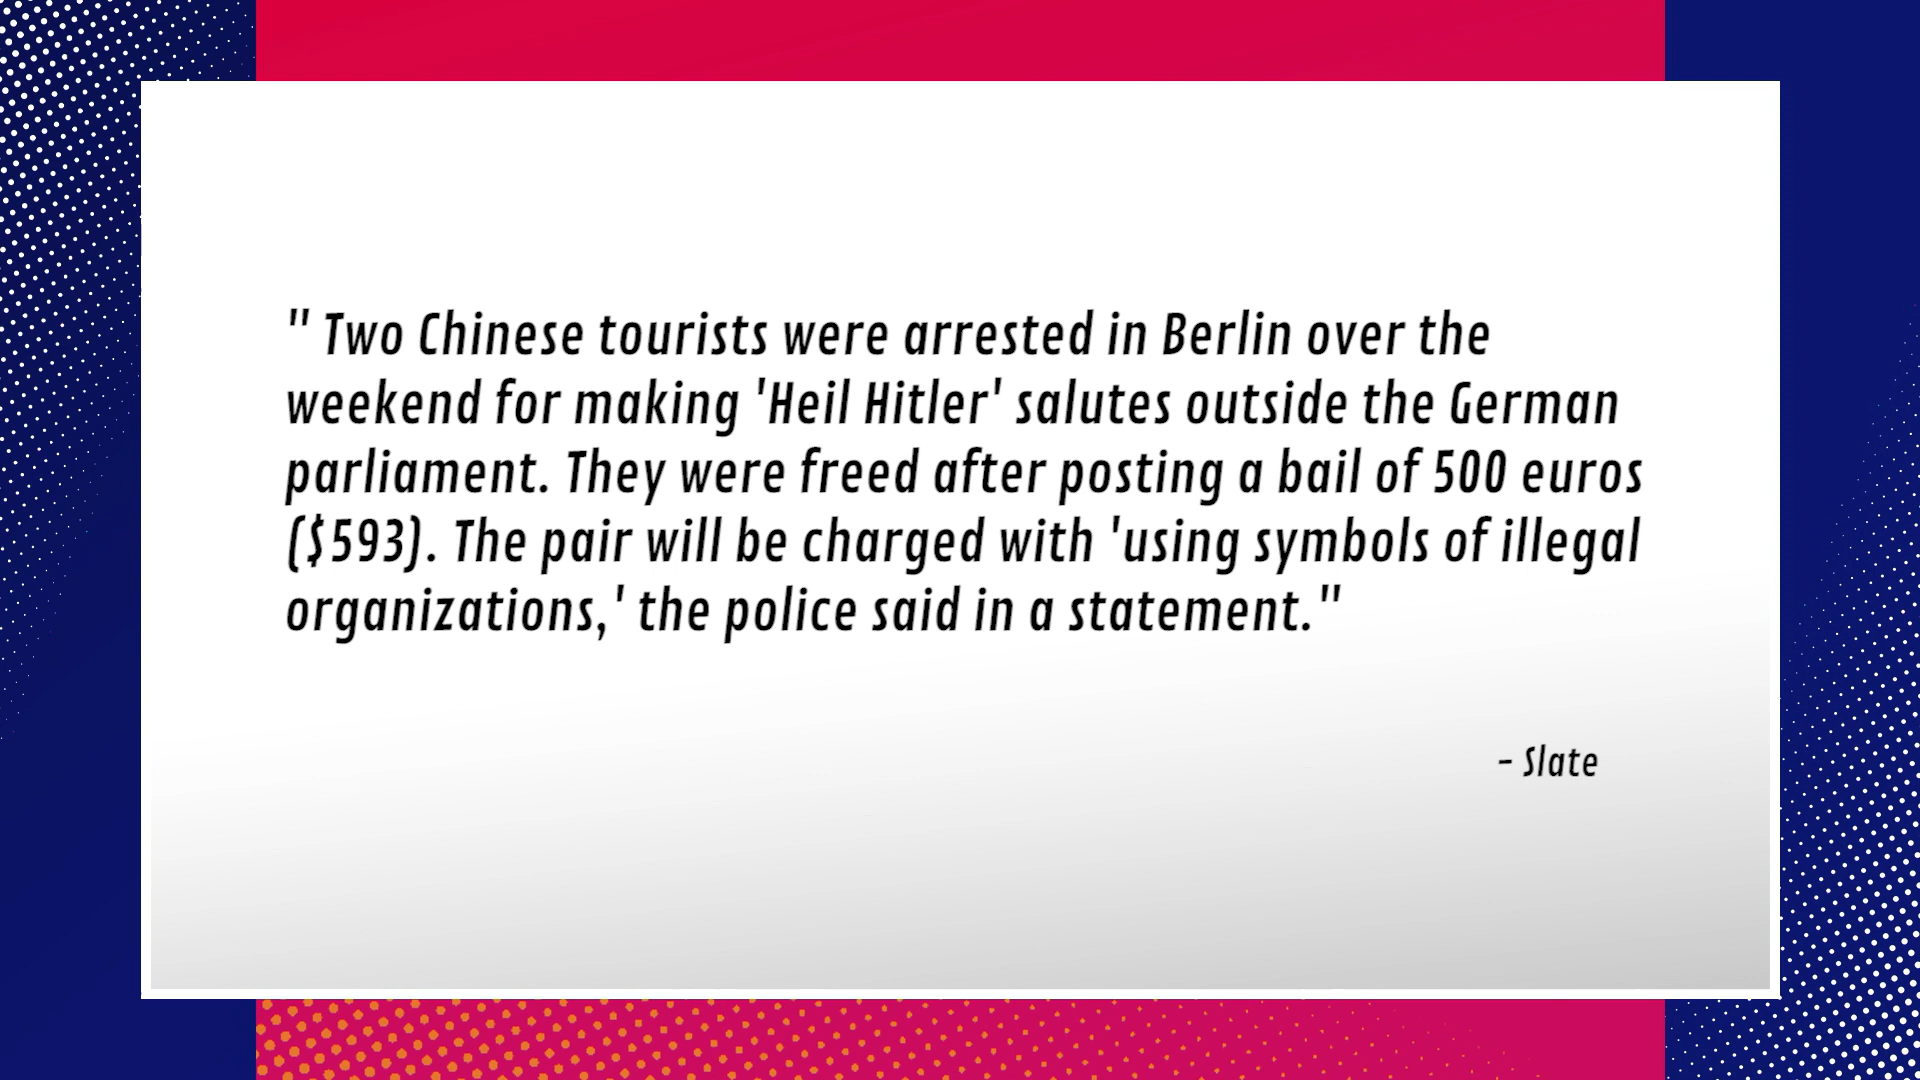 " Two Chinese tourists were arrested in Berlin over the
weekend for making 'Heil Hitler' salutes outside the German
parliament. They were freed after posting a bail of 500 euros
($593). The pair will be charged with 'using symbols of illegal
organizations,' the police said in a statement."
- Slate